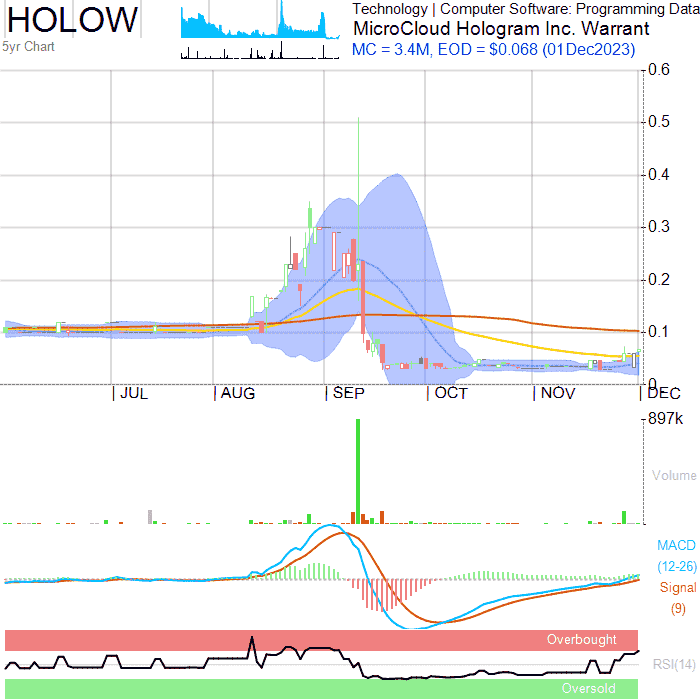 HOLOW
5yr Chart
Technology | Computer Software: Programming Data
MicroCloud Hologram Inc. Warrant
MC = 3.4M, EOD = $0.068 (01Dec2023)
0.6
0.5
0.4
0.3
0.2
0.1
0
JUL
AUG
SEP
OCT
NOV
DEC
897k
Volume
MACD
(12-26)
Signal
(9)
Overbought
RSI(14)
Oversold